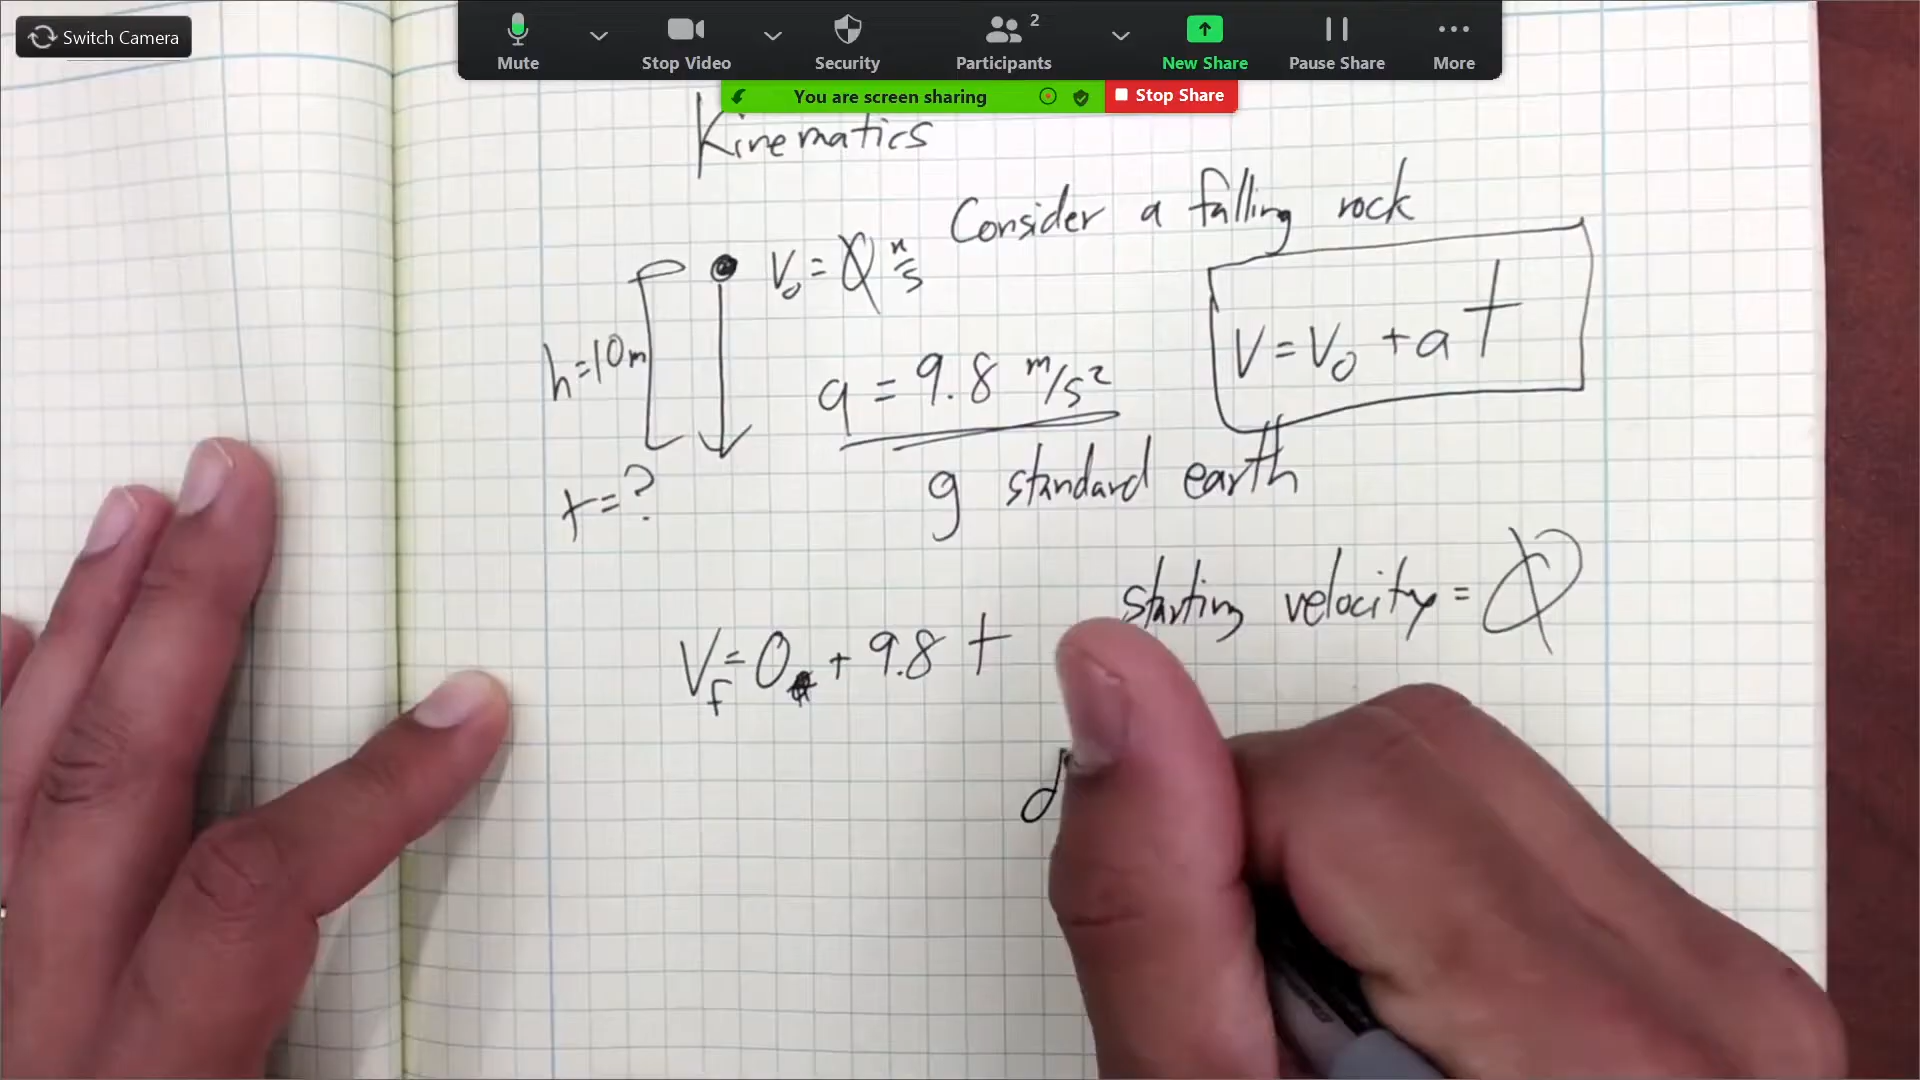 Switch Camera
Mute
Stop Video
Security
Participants
2
New Share
Pause Share
More
You are screen sharing
Stop Share
Kinematics
Consider a falling rock
V₀ = 0 m/s
h=10m
a = 9.8 m/s²
V = V₀ + a t
g standard earth
t = ?
starting velocity = 0
V_f = 0 + 9.8 t
d